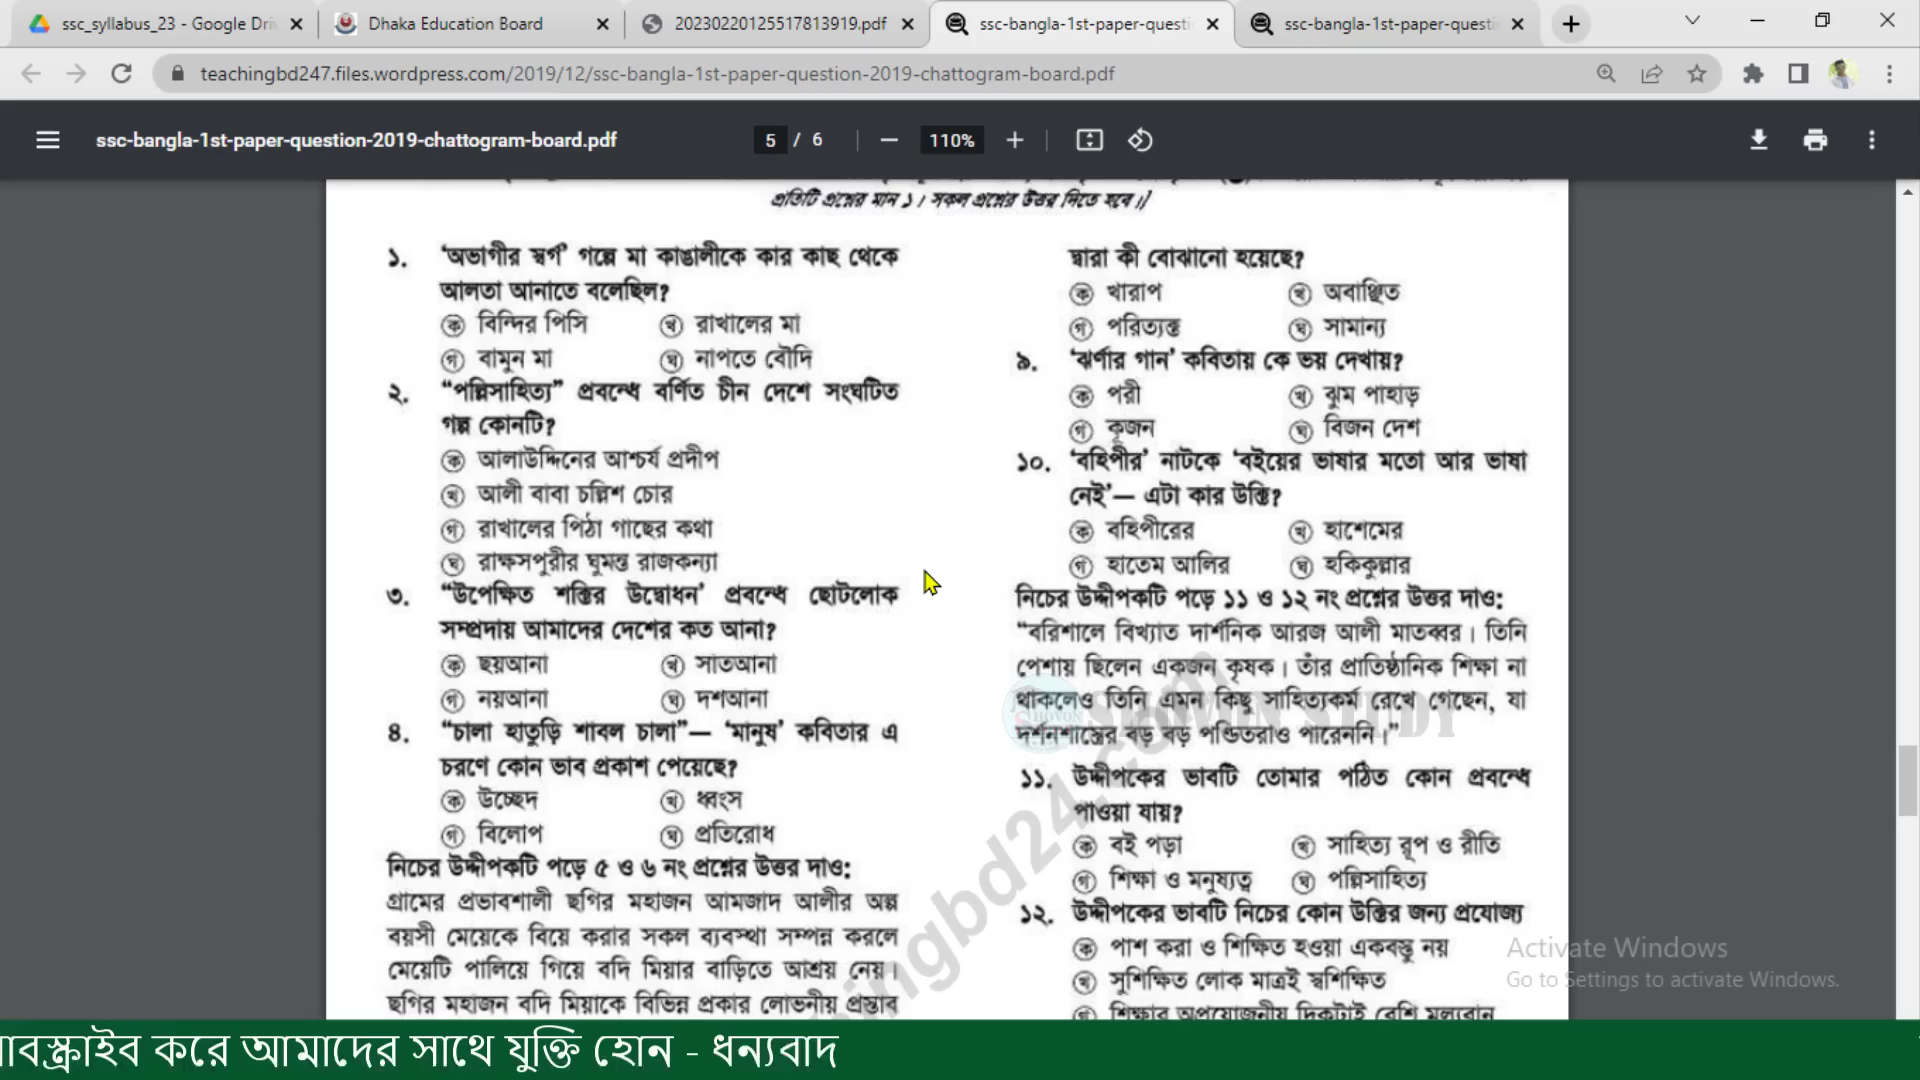 ssc_syllabus_23 - Google Dri
Dhaka Education Board
20230220125517813919.pdf
ssc-bangla-1st-paper-questi
ssc-bangla-1st-paper-questi
teachingbd247.files.wordpress.com/2019/12/ssc-bangla-1st-paper-question-2019-chattogram-board.pdf
ssc-bangla-1st-paper-question-2019-chattogram-board.pdf
5 / 6
110%
প্রতিটি প্রশ্নের মান ১। সকল প্রশ্নের উত্তর দিতে হবে।]
১. 'অভাগীর স্বর্গ' গল্পে মা কাঙালীকে কার কাছ থেকে
আলতা আনাতে বলেছিল?
ক বিন্দির পিসি খ রাখালের মা
গ বামুন মা ঘ নাপতে বৌদি
২. “পল্লিসাহিত্য” প্রবন্ধে বর্ণিত চীন দেশে সংঘটিত
গল্প কোনটি?
ক আলাউদ্দিনের আশ্চর্য প্রদীপ
খ আলী বাবা চল্লিশ চোর
গ রাখালের পিঠা গাছের কথা
ঘ রাক্ষসপুরীর ঘুমন্ত রাজকন্যা
৩. “উপেক্ষিত শক্তির উদ্বোধন' প্রবন্ধে ছোটলোক
সম্প্রদায় আমাদের দেশের কত আনা?
ক ছয়আনা খ সাতআনা
গ নয়আনা ঘ দশআনা
৪. “চালা হাতুড়ি শাবল চালা”— 'মানুষ' কবিতার এ
চরণে কোন ভাব প্রকাশ পেয়েছে?
ক উচ্ছেদ খ ধ্বংস
গ বিলোপ ঘ প্রতিরোধ
নিচের উদ্দীপকটি পড়ে ৫ ও ৬ নং প্রশ্নের উত্তর দাও:
গ্রামের প্রভাবশালী ছগির মহাজন আমজাদ আলীর অল্প
বয়সী মেয়েকে বিয়ে করার সকল ব্যবস্থা সম্পন্ন করলে
মেয়েটি পালিয়ে গিয়ে বদি মিয়ার বাড়িতে আশ্রয় নেয়।
ছগির মহাজন বদি মিয়াকে বিভিন্ন প্রকার লোভনীয় প্রস্তাব
দ্বারা কী বোঝানো হয়েছে?
ক খারাপ খ অবাঞ্ছিত
গ পরিত্যক্ত ঘ সামান্য
৯. 'ঝর্ণার গান' কবিতায় কে ভয় দেখায়?
ক পরী খ ঝুম পাহাড়
গ কূজন ঘ বিজন দেশ
১০. 'বহিপীর' নাটকে 'বইয়ের ভাষার মতো আর ভাষা
নেই'— এটা কার উক্তি?
ক বহিপীরের খ হাশেমের
গ হাতেম আলির ঘ হকিকুল্লার
নিচের উদ্দীপকটি পড়ে ১১ ও ১২ নং প্রশ্নের উত্তর দাও:
“বরিশালে বিখ্যাত দার্শনিক আরজ আলী মাতব্বর। তিনি
পেশায় ছিলেন একজন কৃষক। তাঁর প্রাতিষ্ঠানিক শিক্ষা না
থাকলেও তিনি এমন কিছু সাহিত্যকর্ম রেখে গেছেন, যা
দর্শনশাস্ত্রের বড় বড় পণ্ডিতরাও পারেননি।”
১১. উদ্দীপকের ভাবটি তোমার পঠিত কোন প্রবন্ধে
পাওয়া যায়?
ক বই পড়া খ সাহিত্য রূপ ও রীতি
গ শিক্ষা ও মনুষ্যত্ব ঘ পল্লিসাহিত্য
১২. উদ্দীপকের ভাবটি নিচের কোন উক্তির জন্য প্রযোজ্য
ক পাশ করা ও শিক্ষিত হওয়া একবস্তু নয়
খ সুশিক্ষিত লোক মাত্রই স্বশিক্ষিত
গ শিক্ষার অপ্রয়োজনীয় দিকটাই বেশি মূল্যবান
ingbd24.com
STUDY
Activate Windows
Go to Settings to activate Windows.
াবস্ক্রাইব করে আমাদের সাথে যুক্তি হোন - ধন্যবাদ